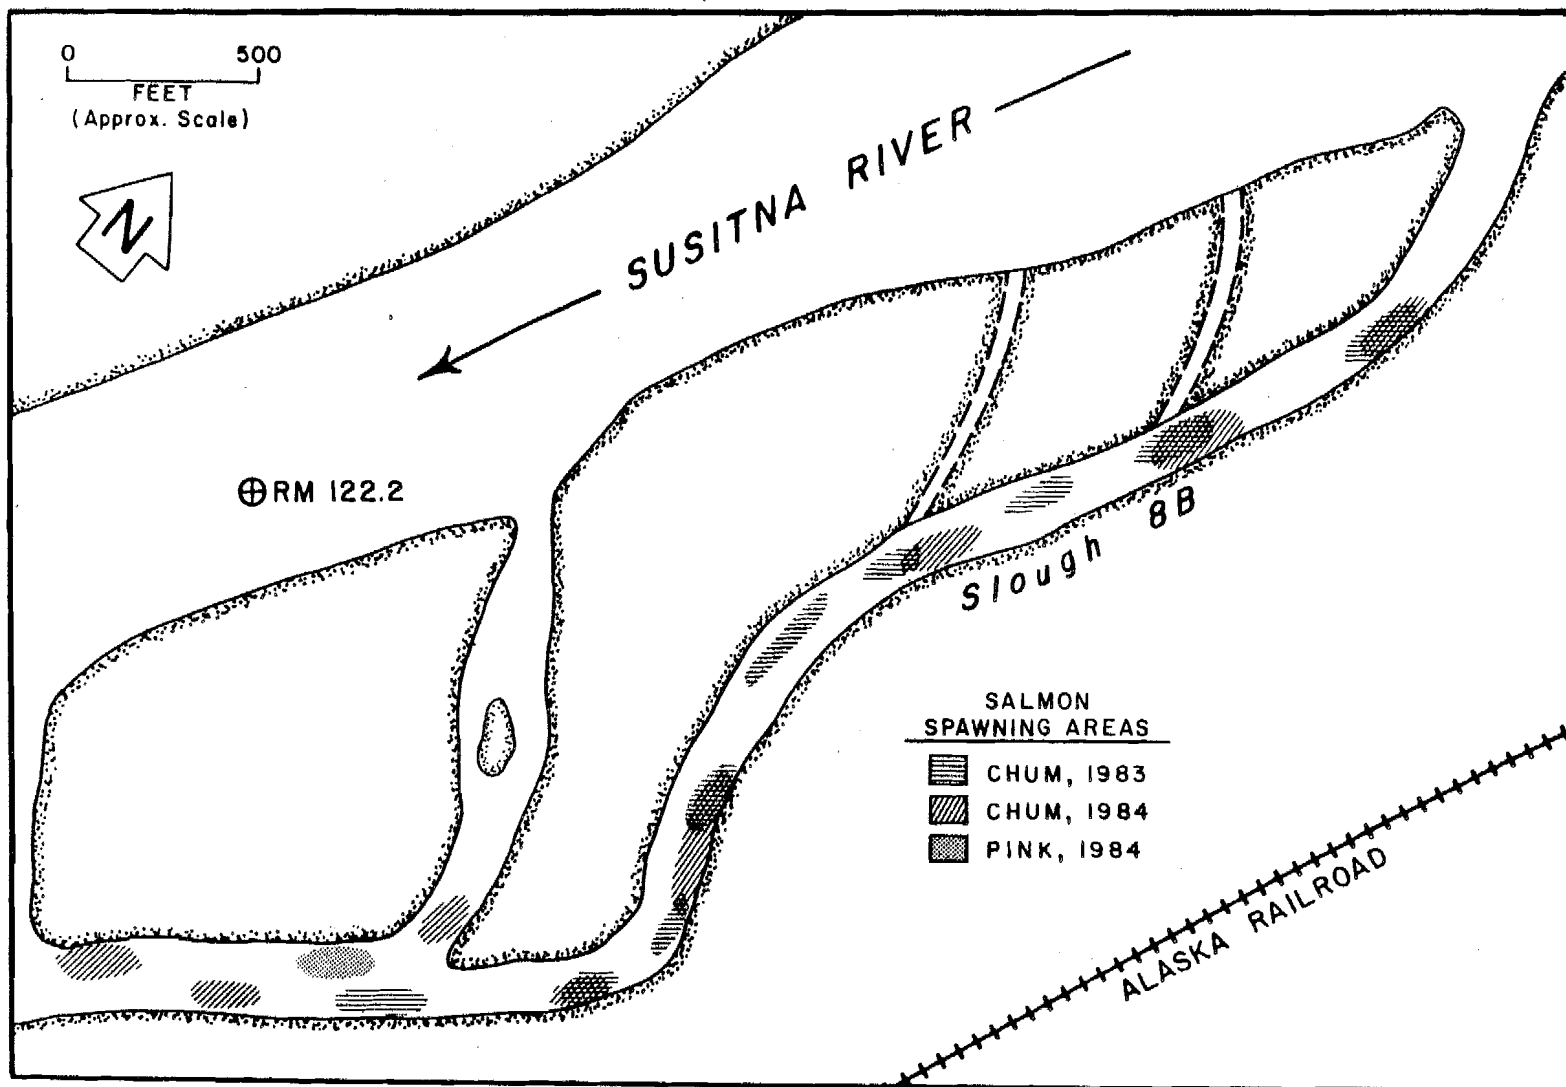 0 500
FEET
(Approx. Scale)
N
SUSITNA RIVER
RM 122.2
Slough 8B
SALMON
SPAWNING AREAS
CHUM, 1983
CHUM, 1984
PINK, 1984
ALASKA RAILROAD